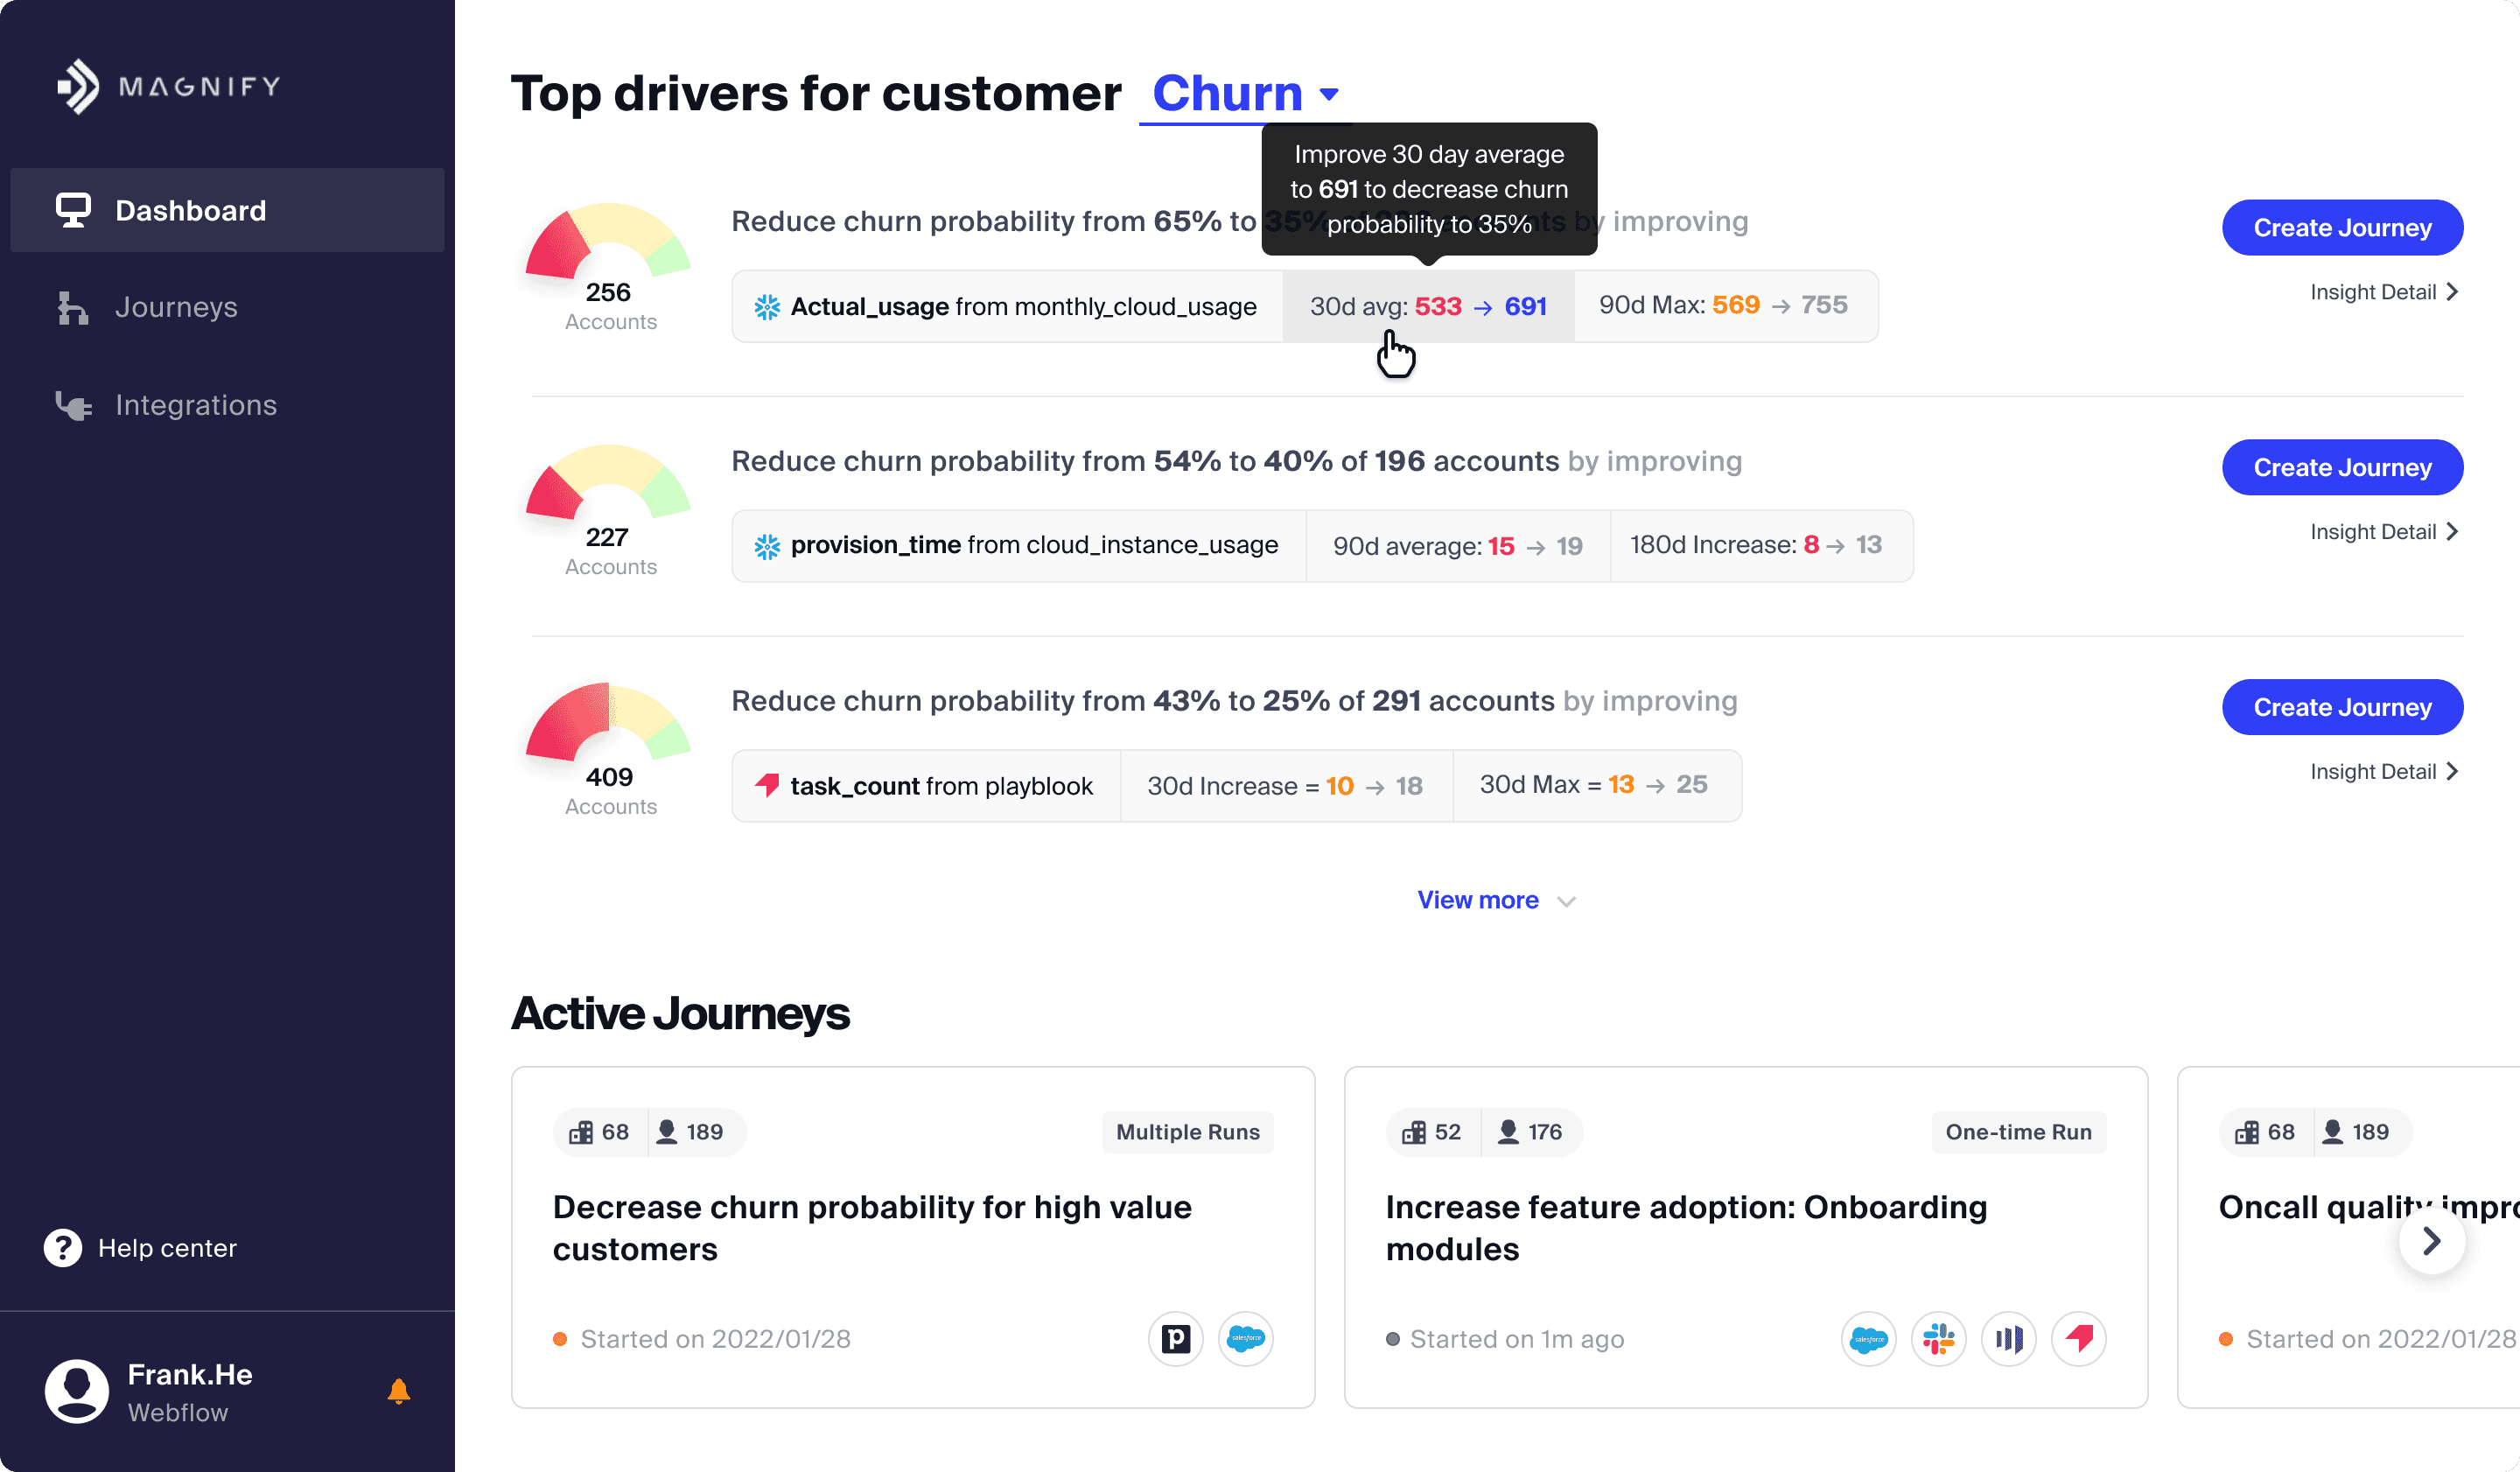 MAGNIFY
Dashboard
Journeys
Integrations
Help center
Frank.He
Webflow
Top drivers for customer Churn
Improve 30 day average
to 691 to decrease churn
probability to 35%
256
Accounts
Reduce churn probability from 65% to 35% by improving
Actual_usage from monthly_cloud_usage 30d avg: 533 → 691 90d Max: 569 → 755
Create Journey
Insight Detail
227
Accounts
Reduce churn probability from 54% to 40% of 196 accounts by improving
provision_time from cloud_instance_usage 90d average: 15 → 19 180d Increase: 8 → 13
Create Journey
Insight Detail
409
Accounts
Reduce churn probability from 43% to 25% of 291 accounts by improving
task_count from playblook 30d Increase = 10 → 18 30d Max = 13 → 25
Create Journey
Insight Detail
View more
Active Journeys
68 189 Multiple Runs
Decrease churn probability for high value
customers
Started on 2022/01/28
p
salesforce
52 176 One-time Run
Increase feature adoption: Onboarding
modules
Started on 1m ago
salesforce
68 189
Oncall quality impro
Started on 2022/01/28